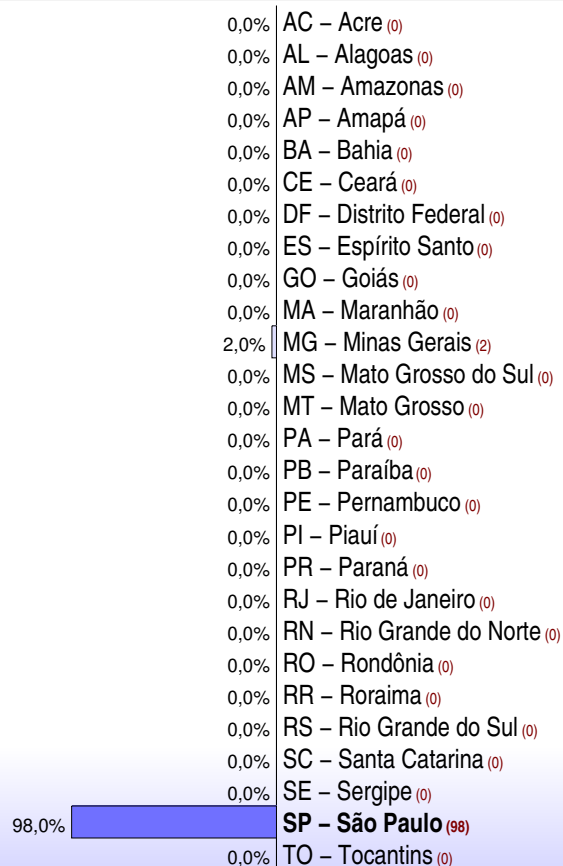 0,0% AC – Acre (0)
0,0% AL – Alagoas (0)
0,0% AM – Amazonas (0)
0,0% AP – Amapá (0)
0,0% BA – Bahia (0)
0,0% CE – Ceará (0)
0,0% DF – Distrito Federal (0)
0,0% ES – Espírito Santo (0)
0,0% GO – Goiás (0)
0,0% MA – Maranhão (0)
2,0% MG – Minas Gerais (2)
0,0% MS – Mato Grosso do Sul (0)
0,0% MT – Mato Grosso (0)
0,0% PA – Pará (0)
0,0% PB – Paraíba (0)
0,0% PE – Pernambuco (0)
0,0% PI – Piauí (0)
0,0% PR – Paraná (0)
0,0% RJ – Rio de Janeiro (0)
0,0% RN – Rio Grande do Norte (0)
0,0% RO – Rondônia (0)
0,0% RR – Roraima (0)
0,0% RS – Rio Grande do Sul (0)
0,0% SC – Santa Catarina (0)
0,0% SE – Sergipe (0)
98,0% SP – São Paulo (98)
0,0% TO – Tocantins (0)